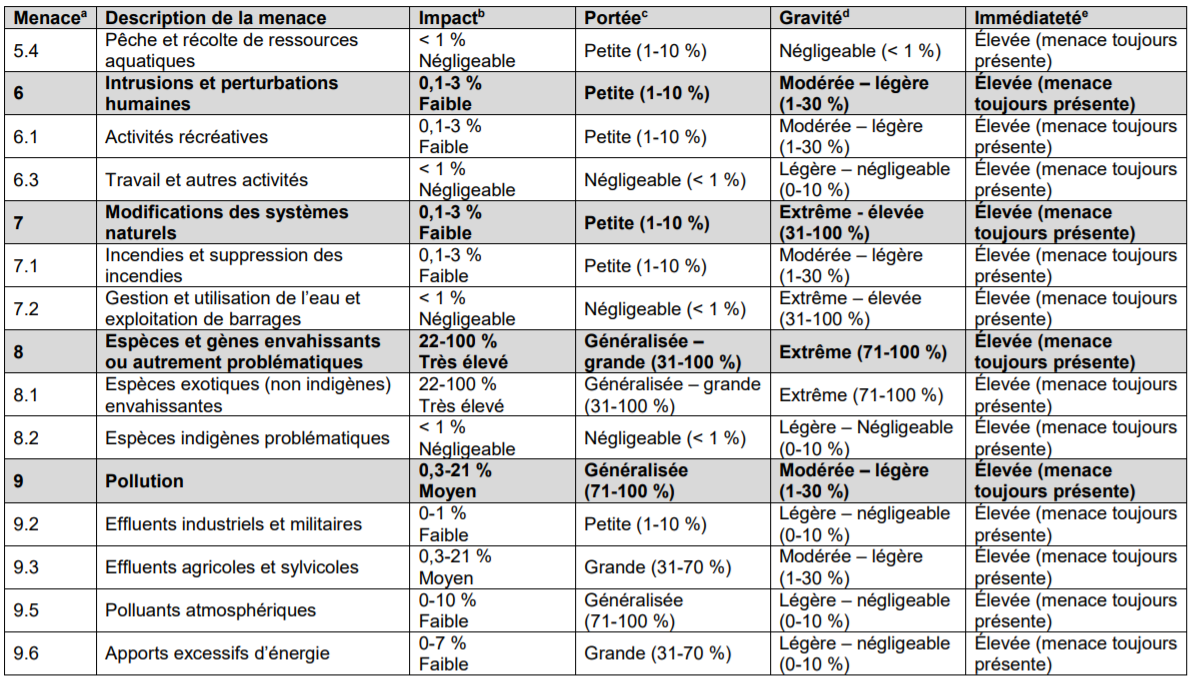 Menaceᵃ Description de la menace Impactᵇ Portéeᶜ Gravitéᵈ Immédiatetéᵉ
5.4 Pêche et récolte de ressources aquatiques < 1 % Négligeable Petite (1-10 %) Négligeable (< 1 %) Élevée (menace toujours présente)
6 Intrusions et perturbations humaines 0,1-3 % Faible Petite (1-10 %) Modérée – légère (1-30 %) Élevée (menace toujours présente)
6.1 Activités récréatives 0,1-3 % Faible Petite (1-10 %) Modérée – légère (1-30 %) Élevée (menace toujours présente)
6.3 Travail et autres activités < 1 % Négligeable Négligeable (< 1 %) Légère – négligeable (0-10 %) Élevée (menace toujours présente)
7 Modifications des systèmes naturels 0,1-3 % Faible Petite (1-10 %) Extrême - élevée (31-100 %) Élevée (menace toujours présente)
7.1 Incendies et suppression des incendies 0,1-3 % Faible Petite (1-10 %) Modérée – légère (1-30 %) Élevée (menace toujours présente)
7.2 Gestion et utilisation de l’eau et exploitation de barrages < 1 % Négligeable Négligeable (< 1 %) Extrême – élevée (31-100 %) Élevée (menace toujours présente)
8 Espèces et gènes envahissants ou autrement problématiques 22-100 % Très élevé Généralisée – grande (31-100 %) Extrême (71-100 %) Élevée (menace toujours présente)
8.1 Espèces exotiques (non indigènes) envahissantes 22-100 % Très élevé Généralisée – grande (31-100 %) Extrême (71-100 %) Élevée (menace toujours présente)
8.2 Espèces indigènes problématiques < 1 % Négligeable Négligeable (< 1 %) Légère – Négligeable (0-10 %) Élevée (menace toujours présente)
9 Pollution 0,3-21 % Moyen Généralisée (71-100 %) Modérée – légère (1-30 %) Élevée (menace toujours présente)
9.2 Effluents industriels et militaires 0-1 % Faible Petite (1-10 %) Légère – négligeable (0-10 %) Élevée (menace toujours présente)
9.3 Effluents agricoles et sylvicoles 0,3-21 % Moyen Grande (31-70 %) Modérée – légère (1-30 %) Élevée (menace toujours présente)
9.5 Polluants atmosphériques 0-10 % Faible Généralisée (71-100 %) Légère – négligeable (0-10 %) Élevée (menace toujours présente)
9.6 Apports excessifs d’énergie 0-7 % Faible Grande (31-70 %) Légère – négligeable (0-10 %) Élevée (menace toujours présente)